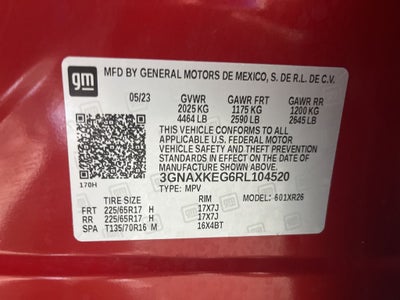 gm
MFD BY GENERAL MOTORS DE MEXICO, S. DE R.L. DE C.V.
05/23 GVWR GAWR FRT GAWR RR
2025 KG 1175 KG 1200 KG
4464 LB 2590 LB 2645 LB
THIS VEHICLE CONFORMS TO ALL
APPLICABLE U.S. FEDERAL MOTOR
VEHICLE SAFETY, BUMPER, AND THEFT
PREVENTION STANDARDS IN EFFECT ON THE DATE
OF MANUFACTURE SHOWN ABOVE.
3GNAXKEG6RL104520
170H TYPE: MPV
TIRE SIZE RIM MODEL: 601XR26
FRT 225/65R17 H 17X7J
RR 225/65R17 H 17X7J
SPA T135/70R16 M 16X4BT